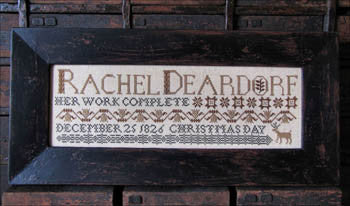 RACHEL DEARDORF
HER WORK COMPLETE
DECEMBER 25 1826 CHRISTMAS DAY